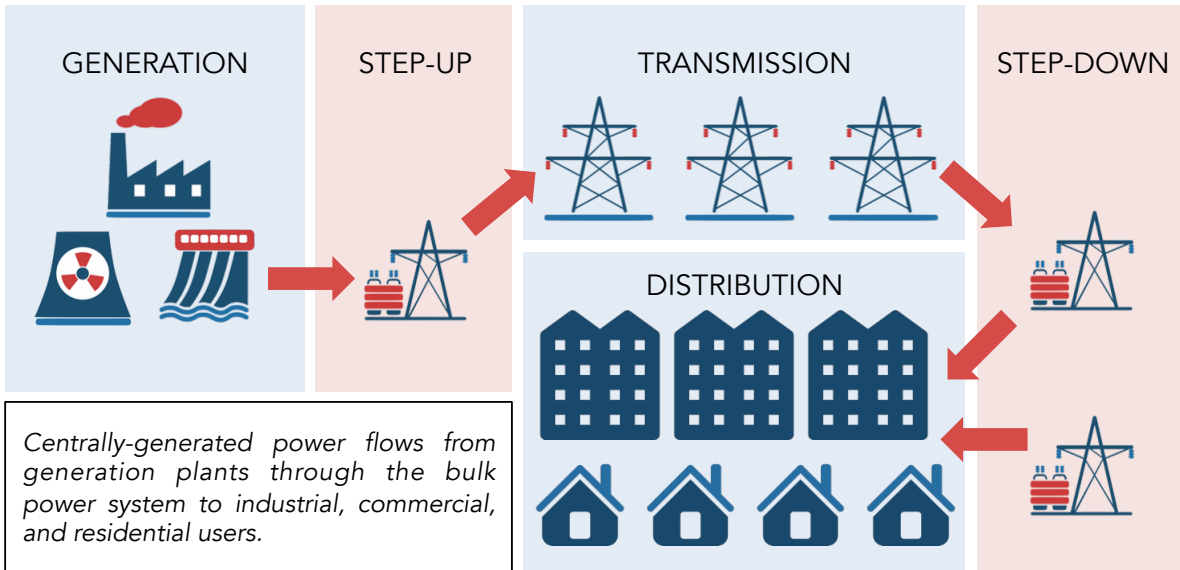 GENERATION
STEP-UP
TRANSMISSION
STEP-DOWN
DISTRIBUTION
Centrally-generated power flows from
generation plants through the bulk
power system to industrial, commercial,
and residential users.